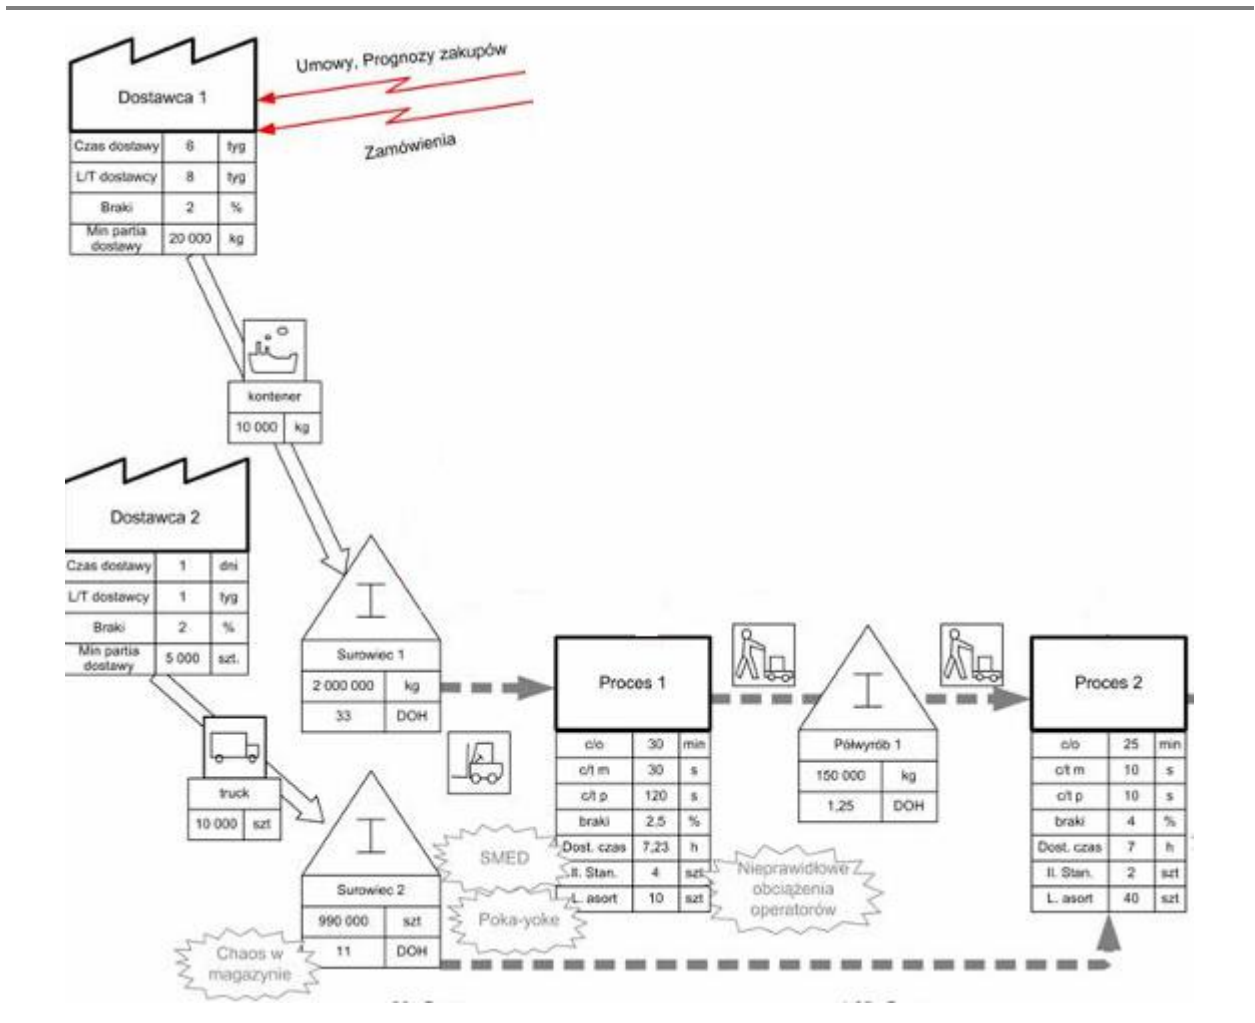 Umowy, Prognozy zakupów
Dostawca 1
Zamówienia
Czas dostawy 6 tyg
L/T dostawcy 8 tyg
Braki 2 %
Min partia
dostawy 20 000 kg
kontener
10 000 kg
Dostawca 2
Czas dostawy 1 dni
L/T dostawcy 1 tyg
Braki 2 %
Min partia
dostawy 5 000 szt.
truck
10 000 szt
I
Surowiec 1
2 000 000 kg
33 DOH
I
Surowiec 2
990 000 szt
11 DOH
Chaos w
magazynie
SMED
Poka-yoke
Proces 1
c/o 30 min
c/t m 30 s
c/t p 120 s
braki 2,5 %
Dost. czas 7,23 h
Il. Stan. 4 szt
L. asort 10 szt
Nieprawidłowe
obciążenia
operatorów
I
Półwyrób 1
150 000 kg
1,25 DOH
Proces 2
c/o 25 min
c/t m 10 s
c/t p 10 s
braki 4 %
Dost. czas 7 h
Il. Stan. 2 szt
L. asort 40 szt